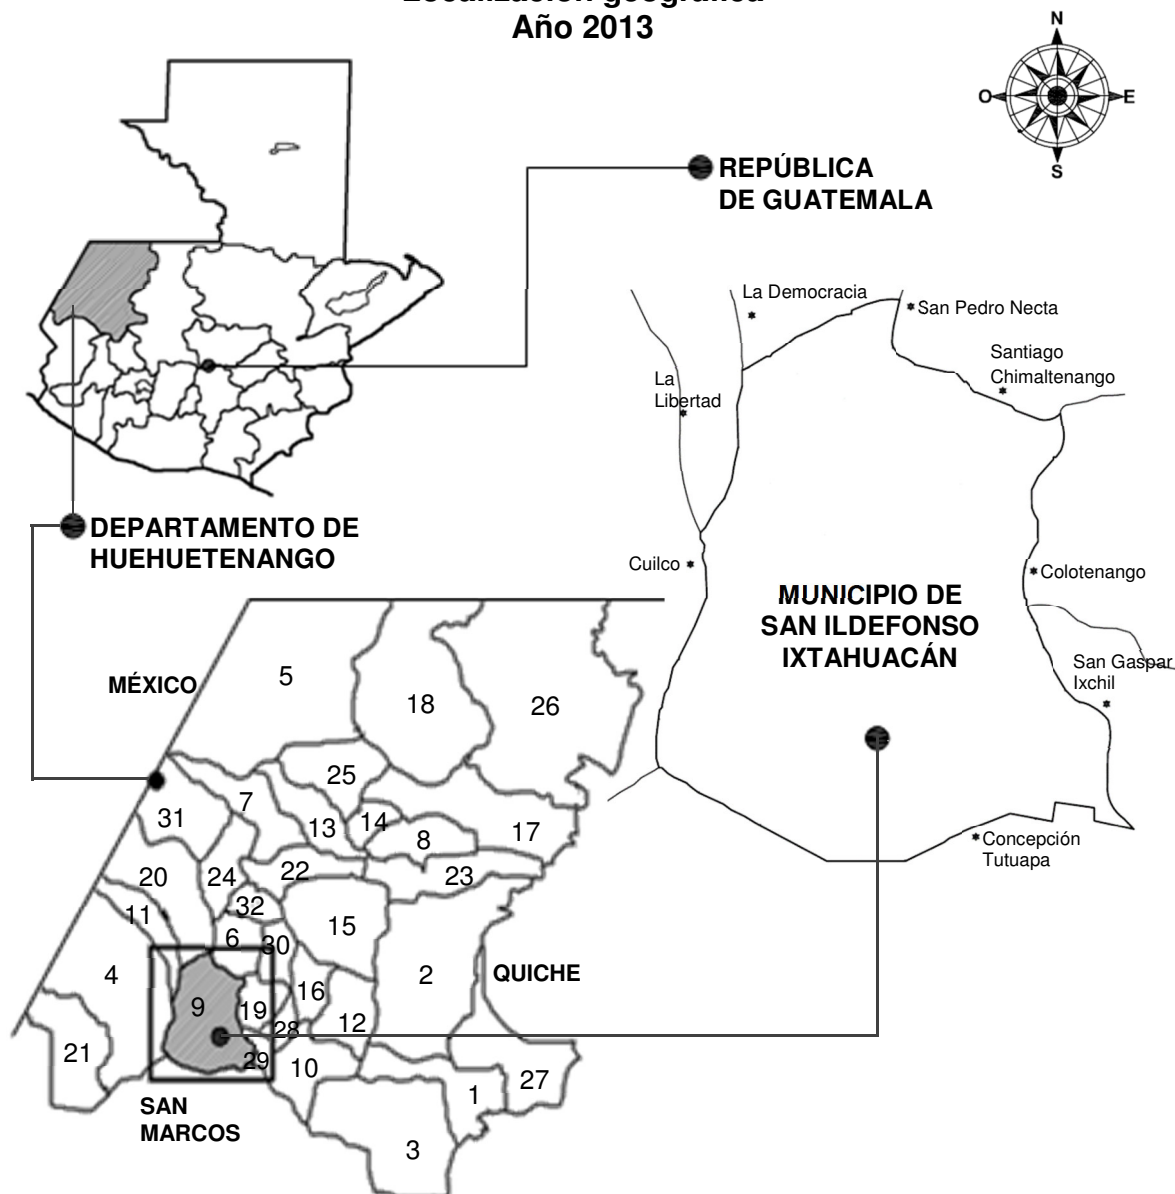 Localización geográfica
Año 2013
N
O
E
S
REPÚBLICA
DE GUATEMALA
La Democracia
San Pedro Necta
Santiago
Chimaltenango
La
Libertad
DEPARTAMENTO DE
HUEHUETENANGO
Cuilco
Colotenango
MUNICIPIO DE
SAN ILDEFONSO
IXTAHUACÁN
San Gaspar
Ixchil
MÉXICO
5
18
26
25
7
31
13
14
8
17
22
23
20
24
32
11
15
6
30
4
2
QUICHE
9
16
19
12
28
21
29
10
27
1
3
Concepción
Tutuapa
SAN
MARCOS